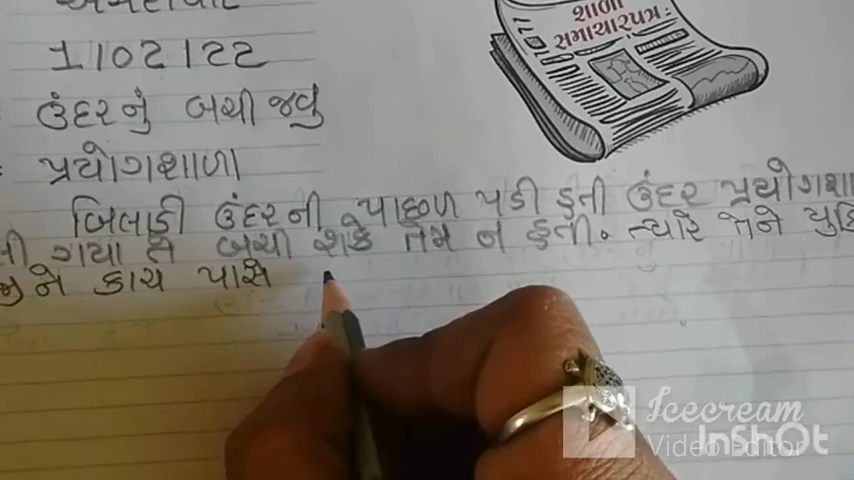 શાળા
સમાચારપત્ર :
1/02/22
ઉંદરનું બચી જવુ
પ્રયોગશાળા
બિલાડી ઉંદરની પાછળ પડી હતી ઉંદર પ્રયોગશા
ગયા તે બચી શકે તેમ ન હતી. ત્યારે તેને
ને કાચ પાસે
Icecream
Video Editor
InShOt